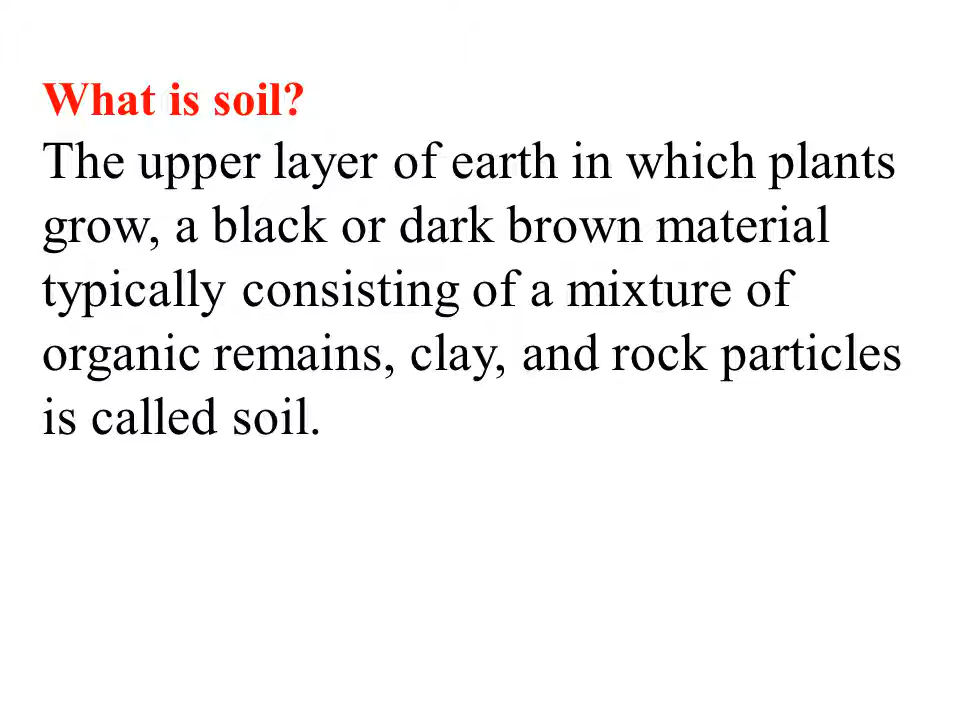 What is soil?
The upper layer of earth in which plants
grow, a black or dark brown material
typically consisting of a mixture of
organic remains, clay, and rock particles
is called soil.